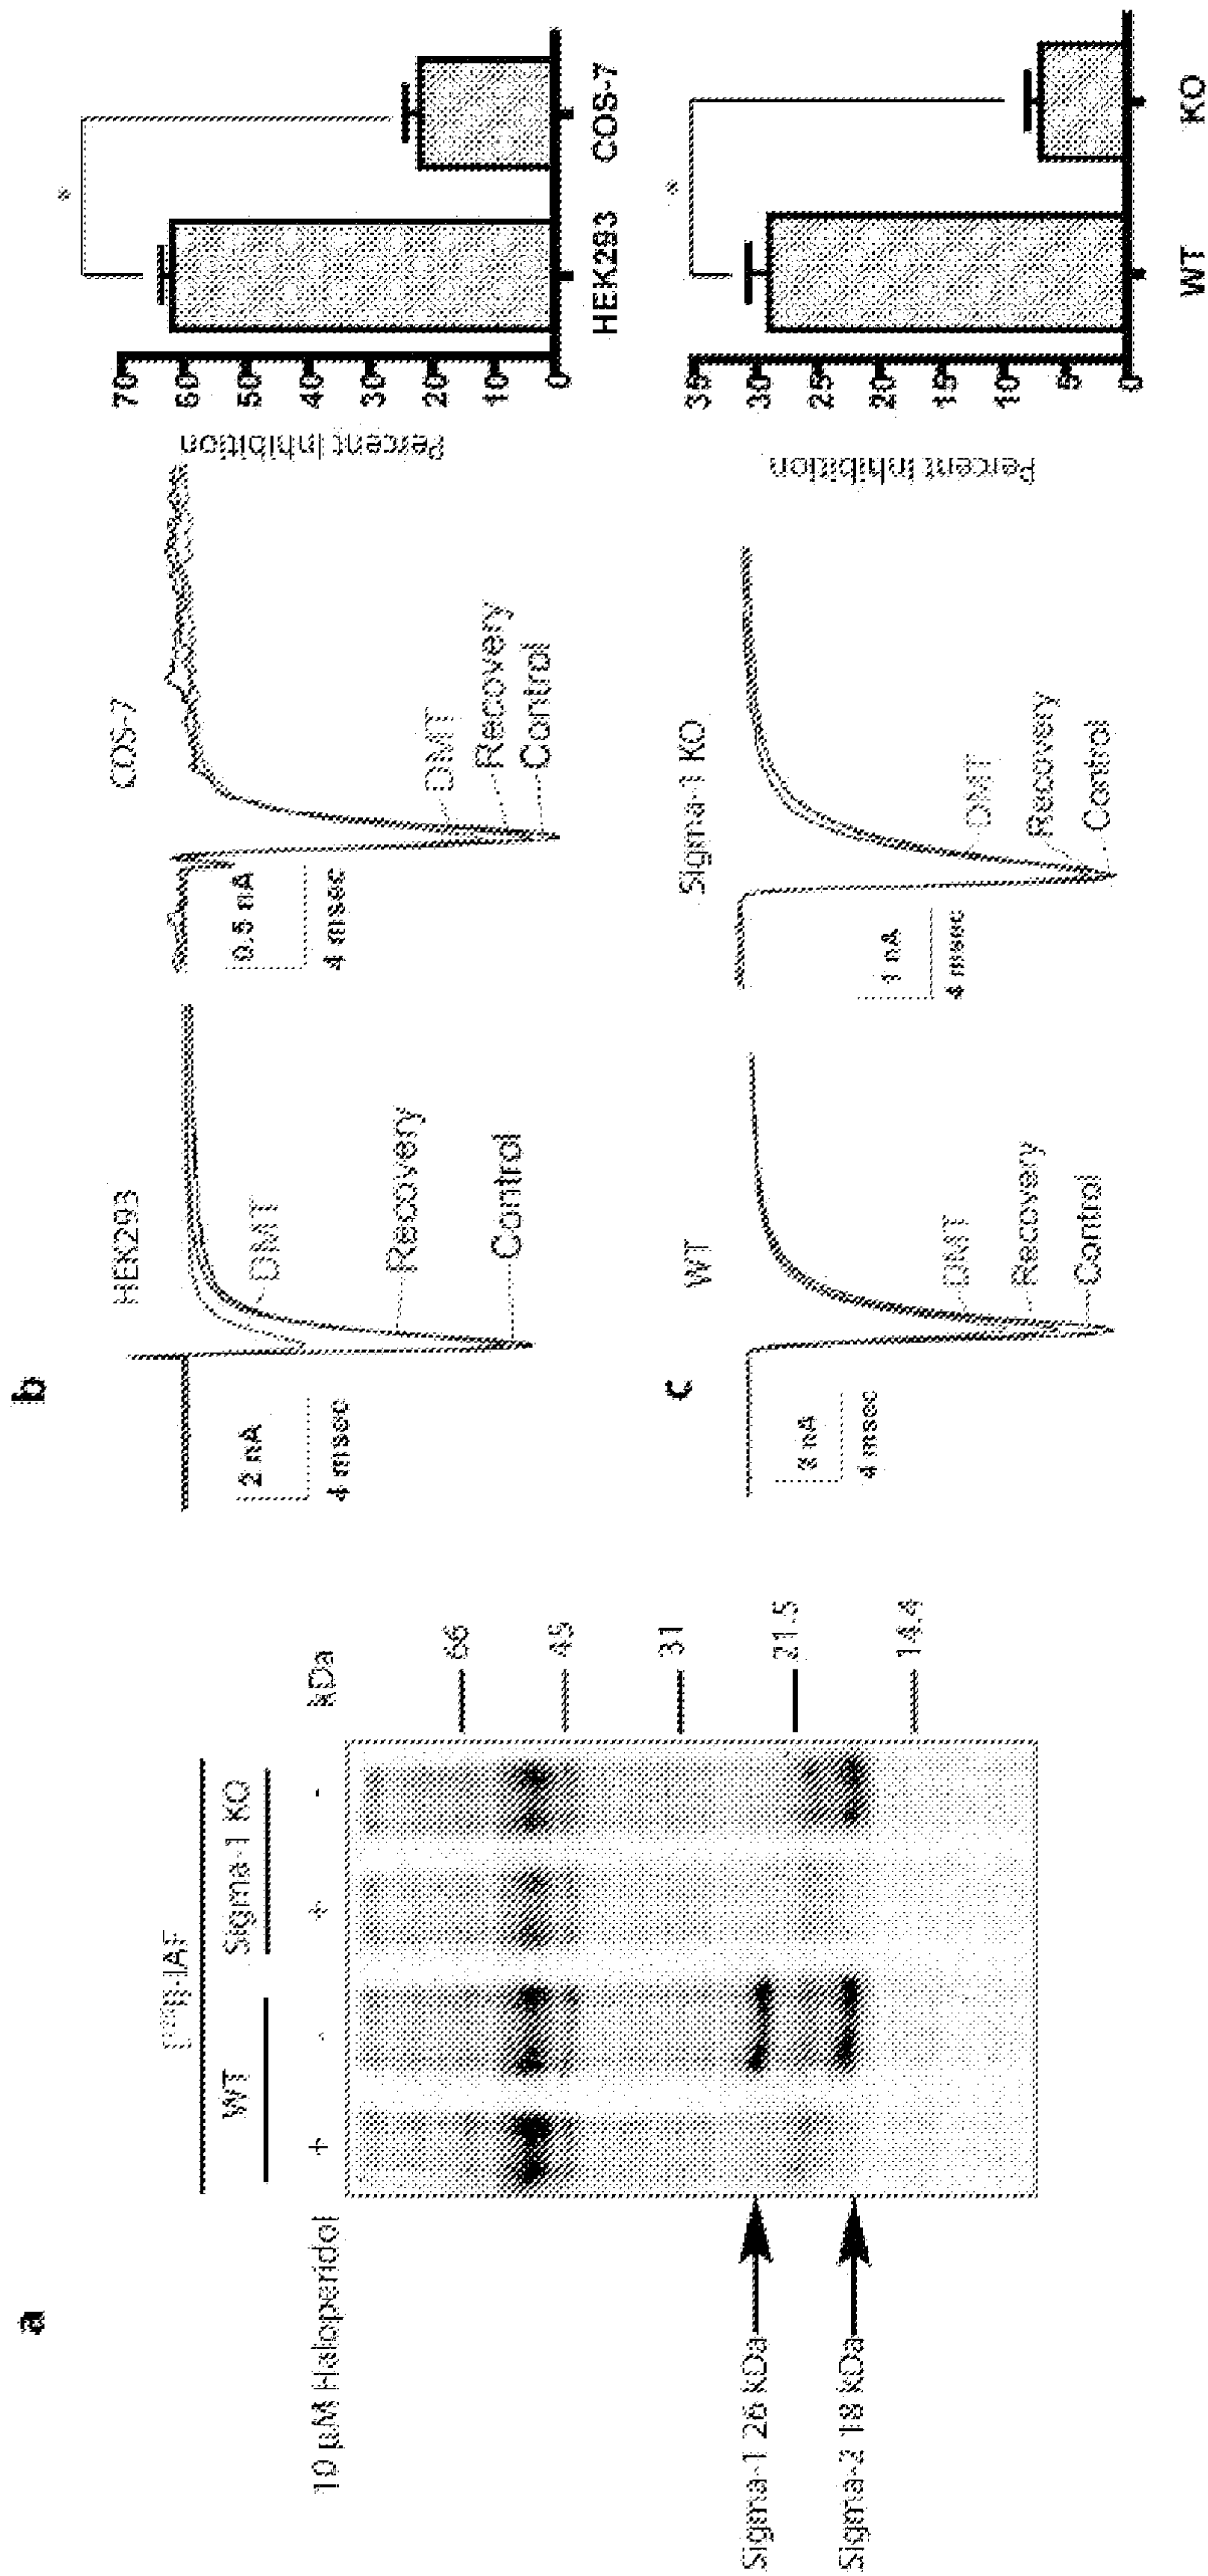 a
WT
Sigma-1 KO
10 µM Haloperidol
+
-
+
-
kDa
66
45
31
21.5
14.4
Sigma-1 26 kDa
Sigma-2 18 kDa
b
HEK293
2 nA
4 msec
DMT
Recovery
Control
COS-7
0.5 nA
4 msec
DMT
Recovery
Control
Percent Inhibition
70
60
50
40
30
20
10
0
*
HEK293
COS-7
c
WT
4 msec
DMT
Recovery
Control
Sigma-1 KO
1 nA
4 msec
DMT
Recovery
Control
Percent Inhibition
35
30
25
20
15
10
5
0
*
WT
KO